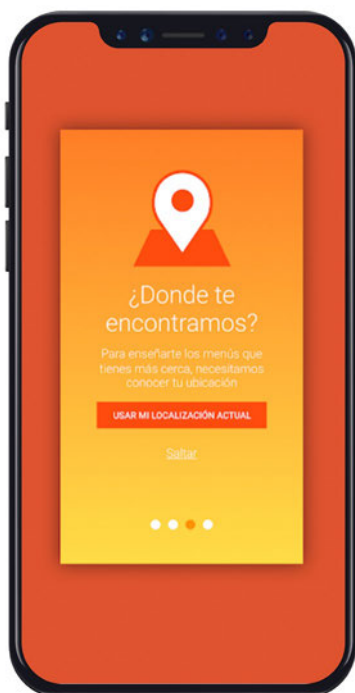 ¿Donde te
encontramos?
Para enseñarte los menús que
tienes más cerca, necesitamos
conocer tu ubicación
USAR MI LOCALIZACIÓN ACTUAL
Saltar